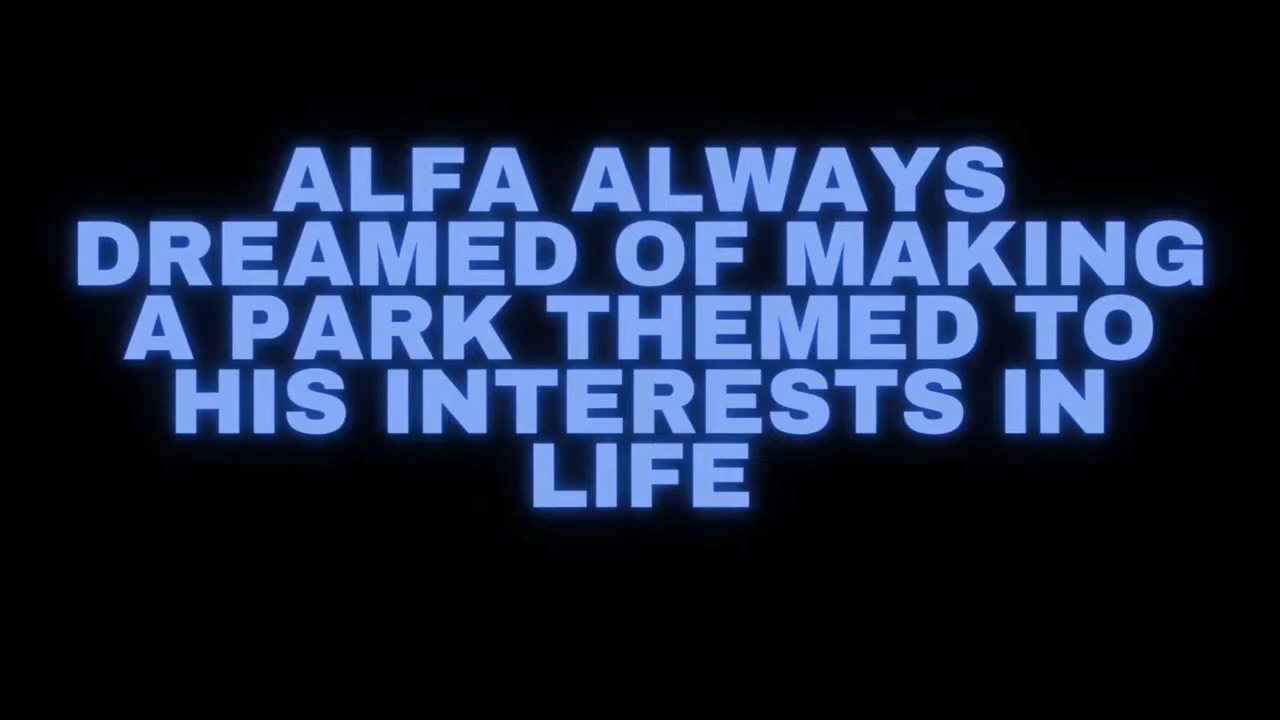 ALFA ALWAYS
DREAMED OF MAKING
A PARK THEMED TO
HIS INTERESTS IN
LIFE